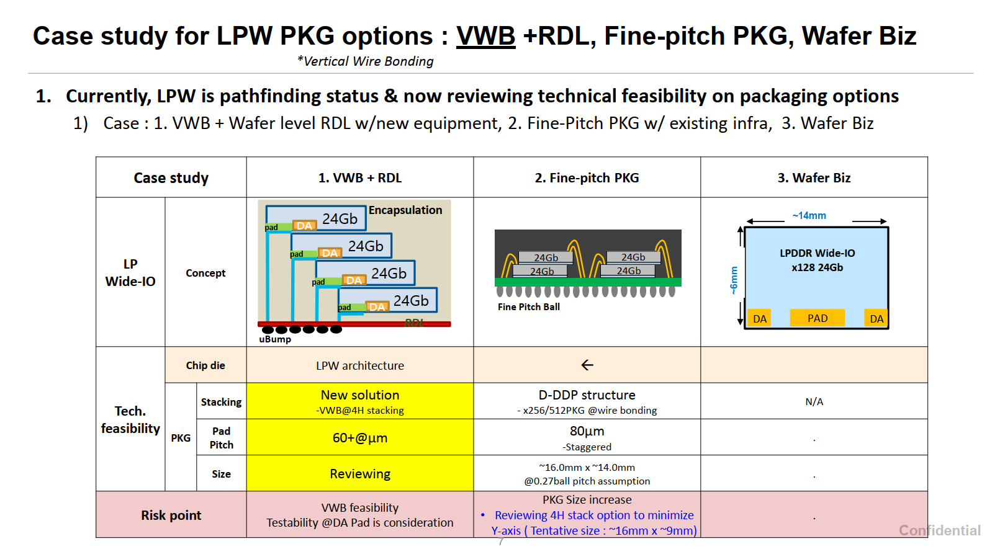 Case study for LPW PKG options : VWB +RDL, Fine-pitch PKG, Wafer Biz
*Vertical Wire Bonding
1. Currently, LPW is pathfinding status & now reviewing technical feasibility on packaging options
1) Case : 1. VWB + Wafer level RDL w/new equipment, 2. Fine-Pitch PKG w/ existing infra, 3. Wafer Biz
Case study
1. VWB + RDL
2. Fine-pitch PKG
3. Wafer Biz
LP
Wide-IO
Concept
Encapsulation
24Gb
pad
DA
24Gb
pad
DA
24Gb
pad
DA
24Gb
pad
DA
RDL
uBump
24Gb
24Gb
24Gb
24Gb
Fine Pitch Ball
~14mm
~6mm
LPDDR Wide-IO
x128 24Gb
DA
PAD
DA
Tech.
feasibility
Chip die
LPW architecture
←
PKG
Stacking
New solution
-VWB@4H stacking
D-DDP structure
- x256/512PKG @wire bonding
N/A
Pad
Pitch
60+@µm
80µm
-Staggered
.
Size
Reviewing
~16.0mm x ~14.0mm
@0.27ball pitch assumption
.
Risk point
VWB feasibility
Testability @DA Pad is consideration
PKG Size increase
• Reviewing 4H stack option to minimize
Y-axis ( Tentative size : ~16mm x ~9mm)
.
Confidential
7